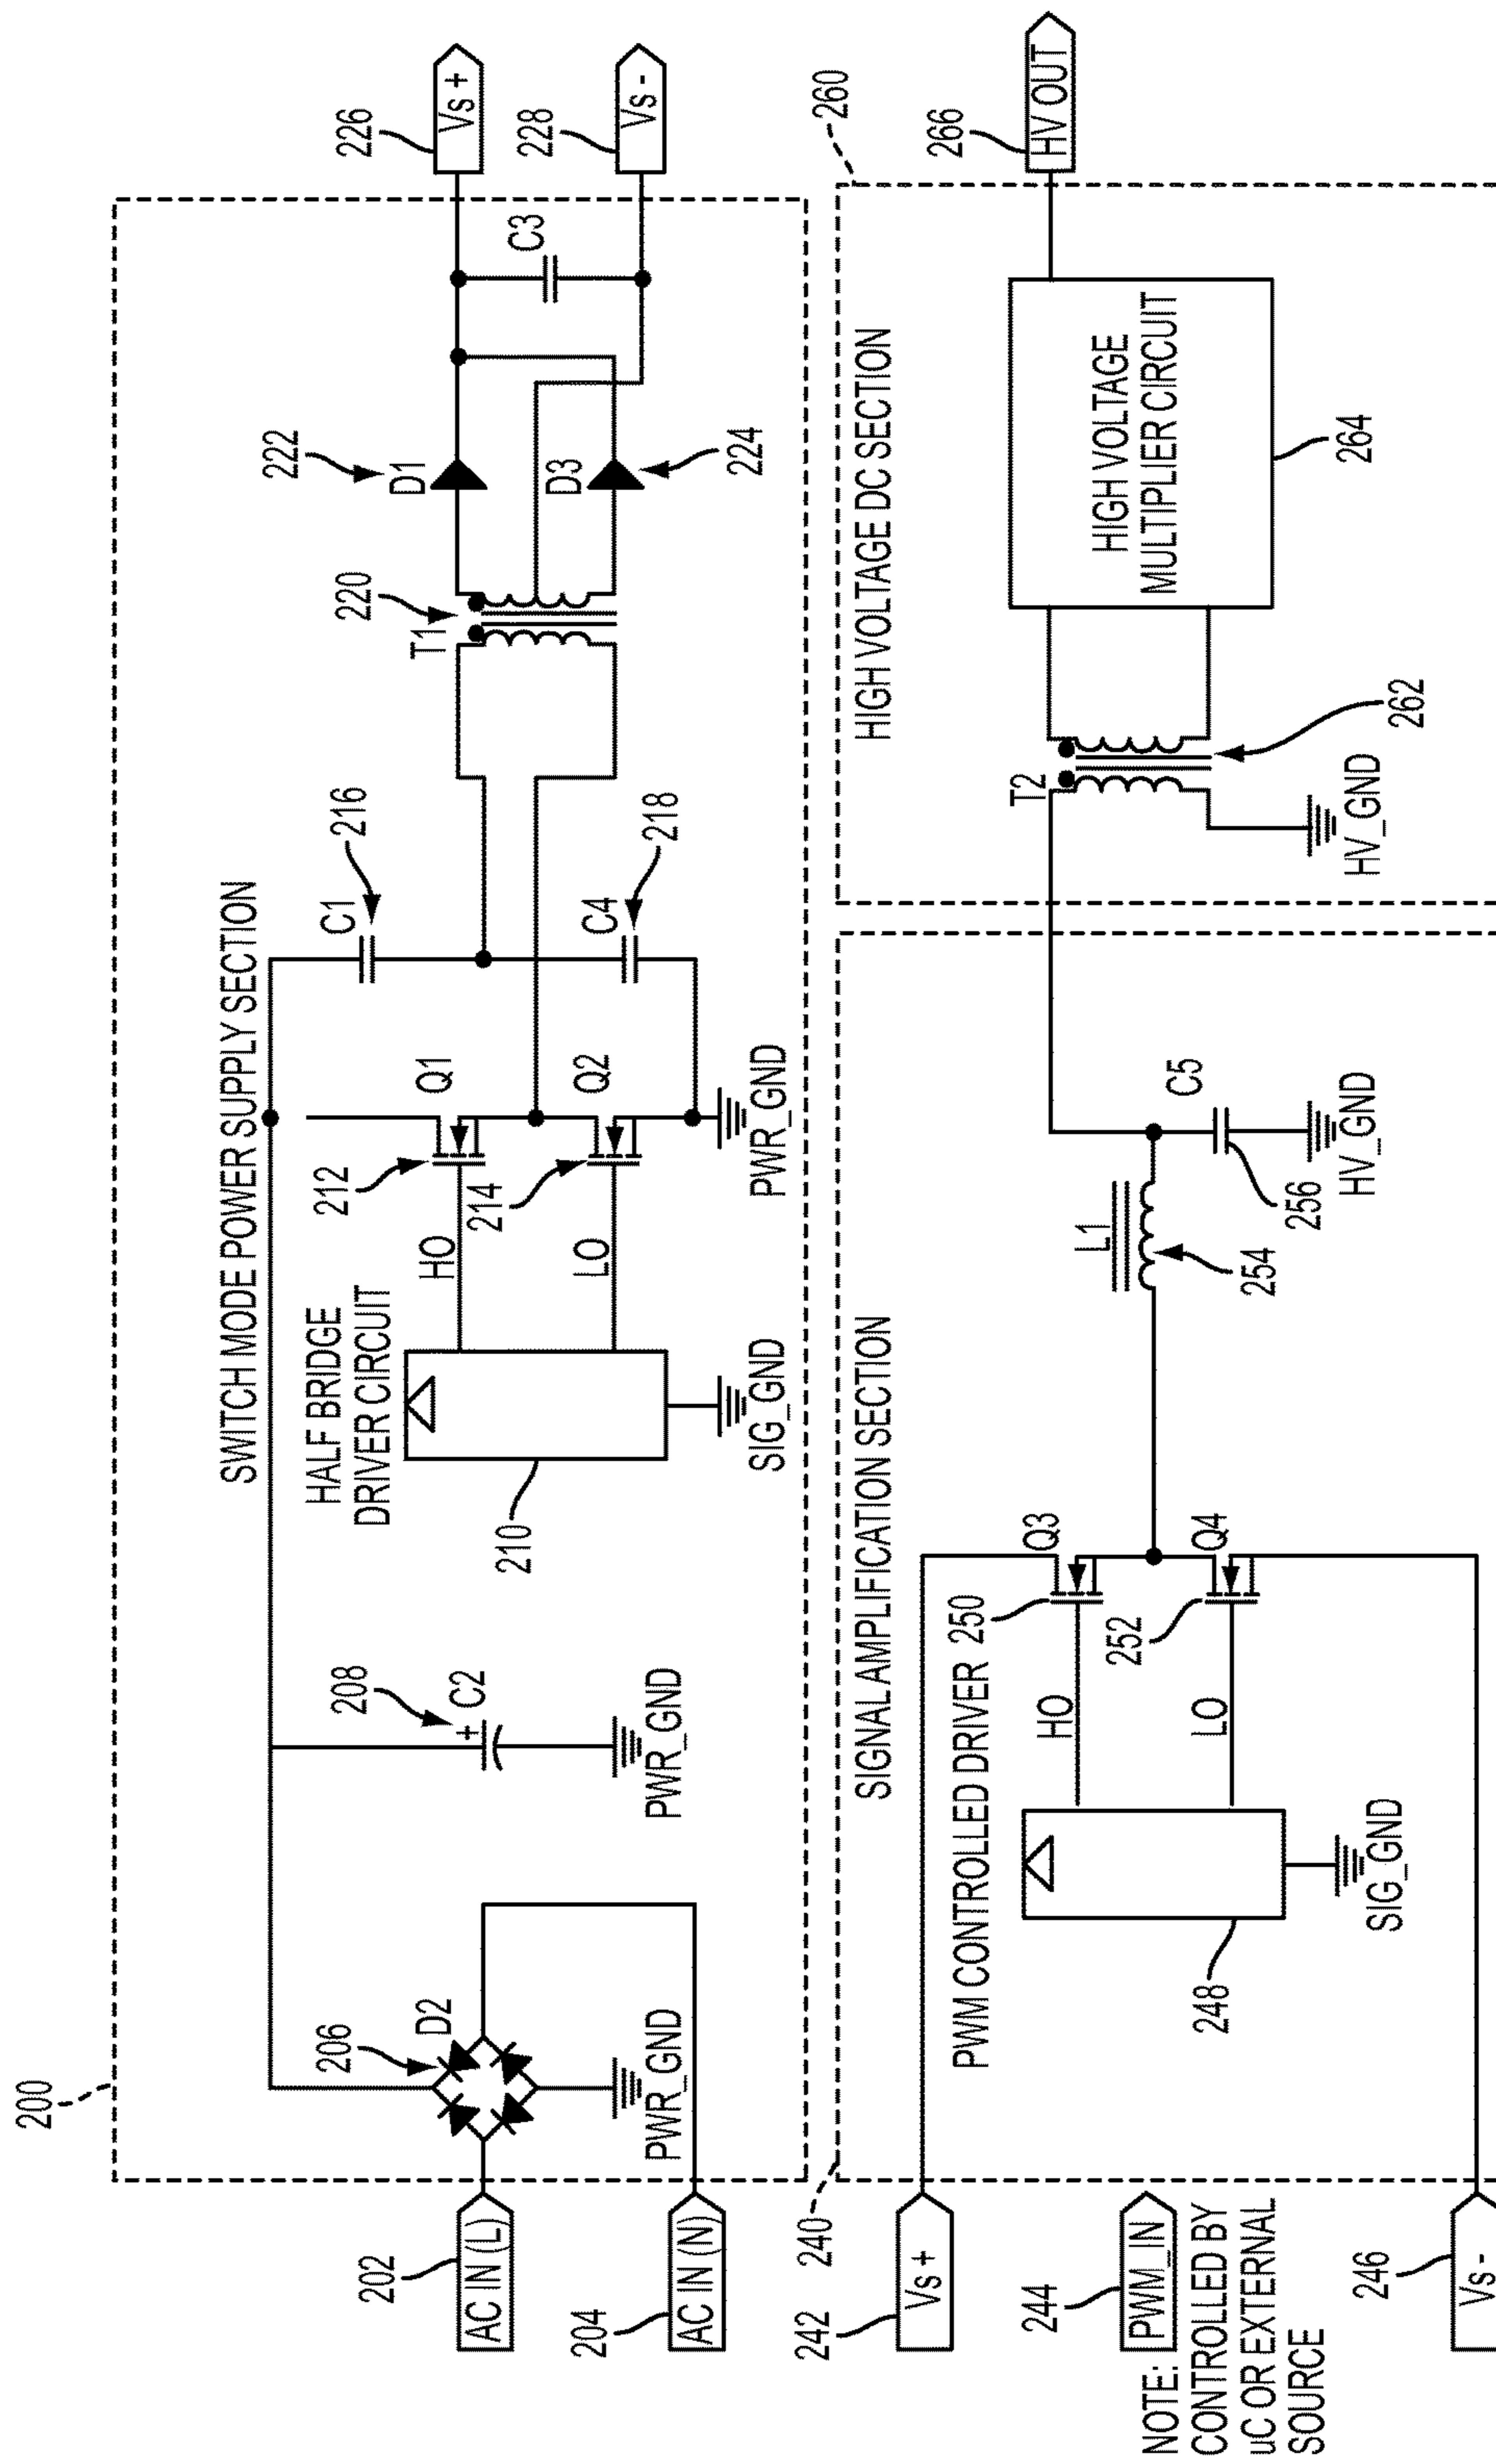 200
SWITCH MODE POWER SUPPLY SECTION
202
AC IN (L)
204
AC IN (N)
206
D2
PWR_GND
208
+
C2
PWR_GND
HALF BRIDGE
DRIVER CIRCUIT
210
SIG_GND
HO
LO
212
Q1
214
Q2
PWR_GND
C1
216
C4
218
T1
220
222
D1
D3
224
C3
226
Vs +
228
Vs -
240
SIGNAL AMPLIFICATION SECTION
242
Vs +
244
PWM_IN
NOTE:
CONTROLLED BY
uC OR EXTERNAL
SOURCE
246
Vs -
PWM CONTROLLED DRIVER
248
SIG_GND
HO
LO
250
Q3
252
Q4
L1
254
C5
256
HV_GND
260
HIGH VOLTAGE DC SECTION
T2
262
HV_GND
HIGH VOLTAGE
MULTIPLIER CIRCUIT
264
266
HV OUT